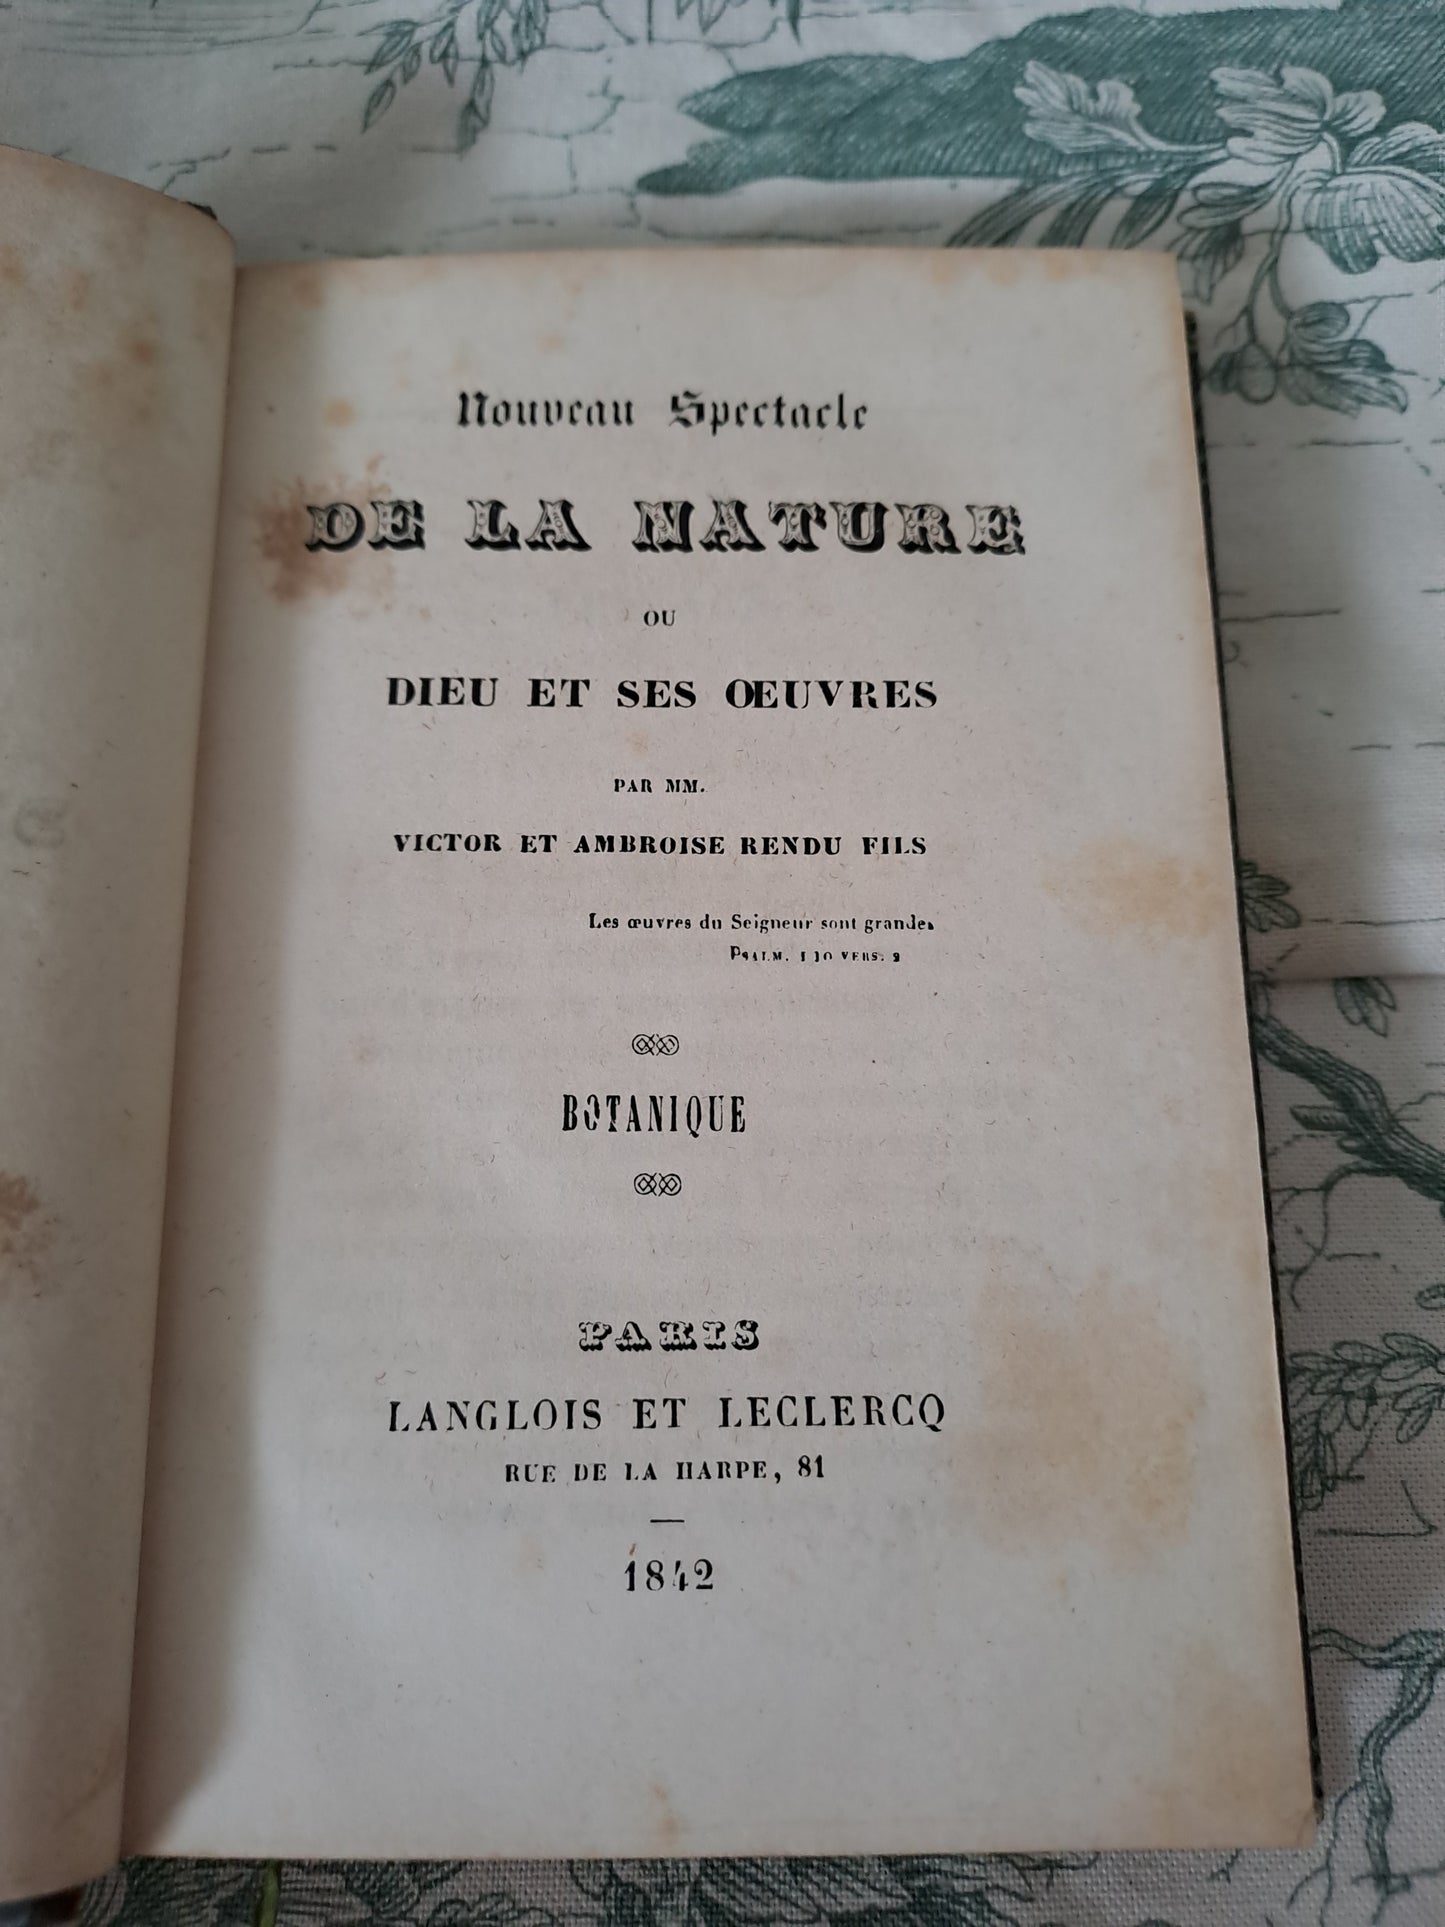 Nouveau Spectacle
DE LA NATURE
OU
DIEU ET SES ŒUVRES
PAR MM.
VICTOR ET AMBROISE RENDU FILS
Les œuvres du Seigneur sont grandes
PSALM. 110 VERS. 2
BOTANIQUE
PARIS
LANGLOIS ET LECLERCQ
RUE DE LA HARPE, 81
1842